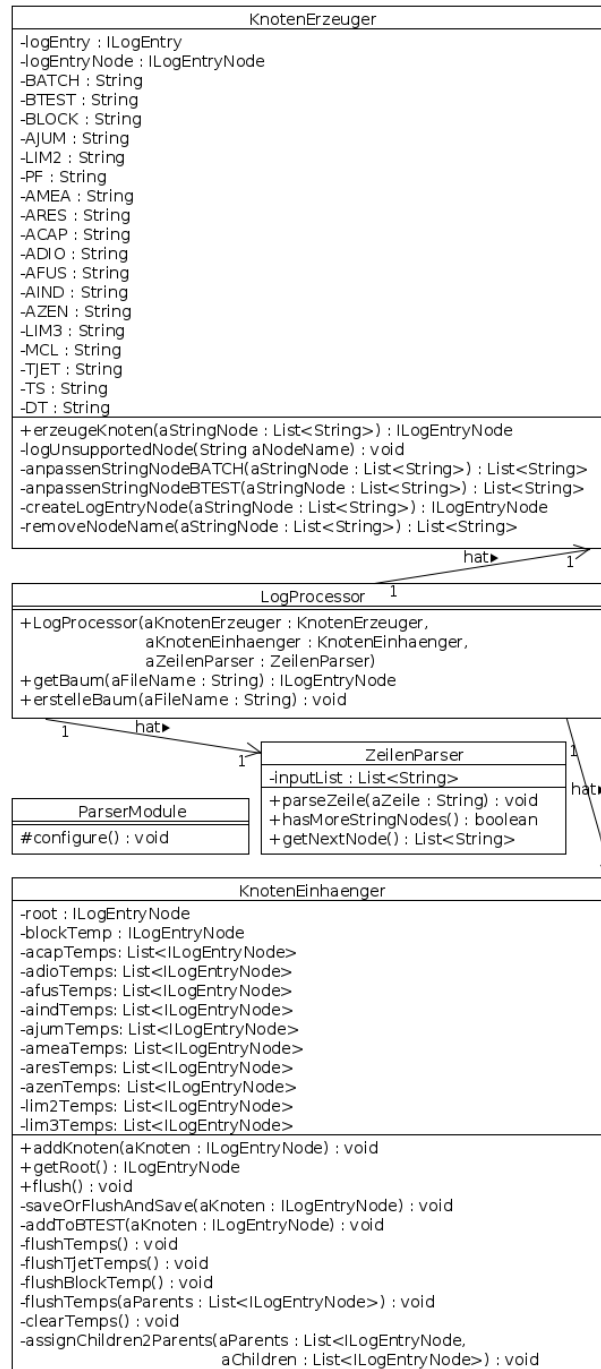 KnotenErzeuger
-logEntry : ILogEntry
-logEntryNode : ILogEntryNode
-BATCH : String
-BTEST : String
-BLOCK : String
-AJUM : String
-LIM2 : String
-PF : String
-AMEA : String
-ARES : String
-ACAP : String
-ADIO : String
-AFUS : String
-AIND : String
-AZEN : String
-LIM3 : String
-MCL : String
-TJET : String
-TS : String
-DT : String
+erzeugeKnoten(aStringNode : List<String>) : ILogEntryNode
-logUnsupportedNode(String aNodeName) : void
-anpassenStringNodeBATCH(aStringNode : List<String>) : List<String>
-anpassenStringNodeBTEST(aStringNode : List<String>) : List<String>
-createLogEntryNode(aStringNode : List<String>) : ILogEntryNode
-removeNodeName(aStringNode : List<String>) : List<String>
hat▶
1
1
LogProcessor
+LogProcessor(aKnotenErzeuger : KnotenErzeuger,
aKnotenEinhaenger : KnotenEinhaenger,
aZeilenParser : ZeilenParser)
+getBaum(aFileName : String) : ILogEntryNode
+erstelleBaum(aFileName : String) : void
1
hat▶
1
ZeilenParser
-inputList : List<String>
+parseZeile(aZeile : String) : void
+hasMoreStringNodes() : boolean
+getNextNode() : List<String>
1
hat▶
ParserModule
#configure() : void
KnotenEinhaenger
-root : ILogEntryNode
-blockTemp : ILogEntryNode
-acapTemps: List<ILogEntryNode>
-adioTemps: List<ILogEntryNode>
-afusTemps: List<ILogEntryNode>
-aindTemps: List<ILogEntryNode>
-ajumTemps: List<ILogEntryNode>
-ameaTemps: List<ILogEntryNode>
-aresTemps: List<ILogEntryNode>
-azenTemps: List<ILogEntryNode>
-lim2Temps: List<ILogEntryNode>
-lim3Temps: List<ILogEntryNode>
+addKnoten(aKnoten : ILogEntryNode) : void
+getRoot() : ILogEntryNode
+flush() : void
-saveOrFlushAndSave(aKnoten : ILogEntryNode) : void
-addToBTEST(aKnoten : ILogEntryNode) : void
-flushTemps() : void
-flushTjetTemps() : void
-flushBlockTemp() : void
-flushTemps(aParents : List<ILogEntryNode>) : void
-clearTemps() : void
-assignChildren2Parents(aParents : List<ILogEntryNode,
aChildren : List<ILogEntryNode>) : void